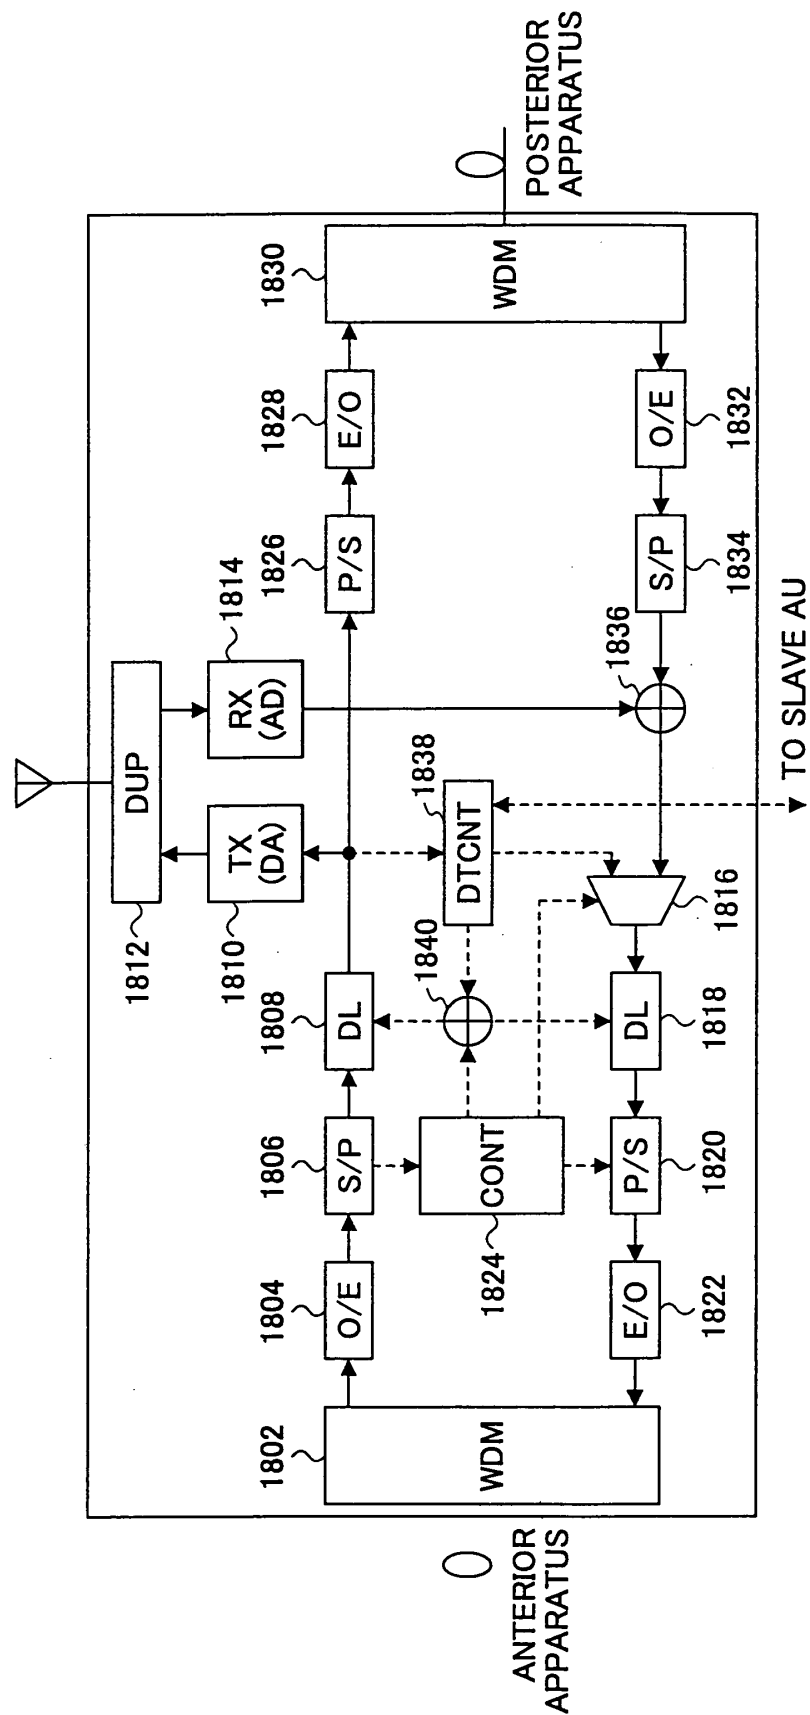 1812
DUP
1810
TX
(DA)
1814
RX
(AD)
1802
WDM
1804
O/E
1806
S/P
1808
DL
1826
P/S
1828
E/O
1830
WDM
ANTERIOR
APPARATUS
POSTERIOR
APPARATUS
1824
CONT
1840
DTCNT
1838
1822
E/O
1820
P/S
1818
DL
1816
1836
S/P
1834
O/E
1832
TO SLAVE AU